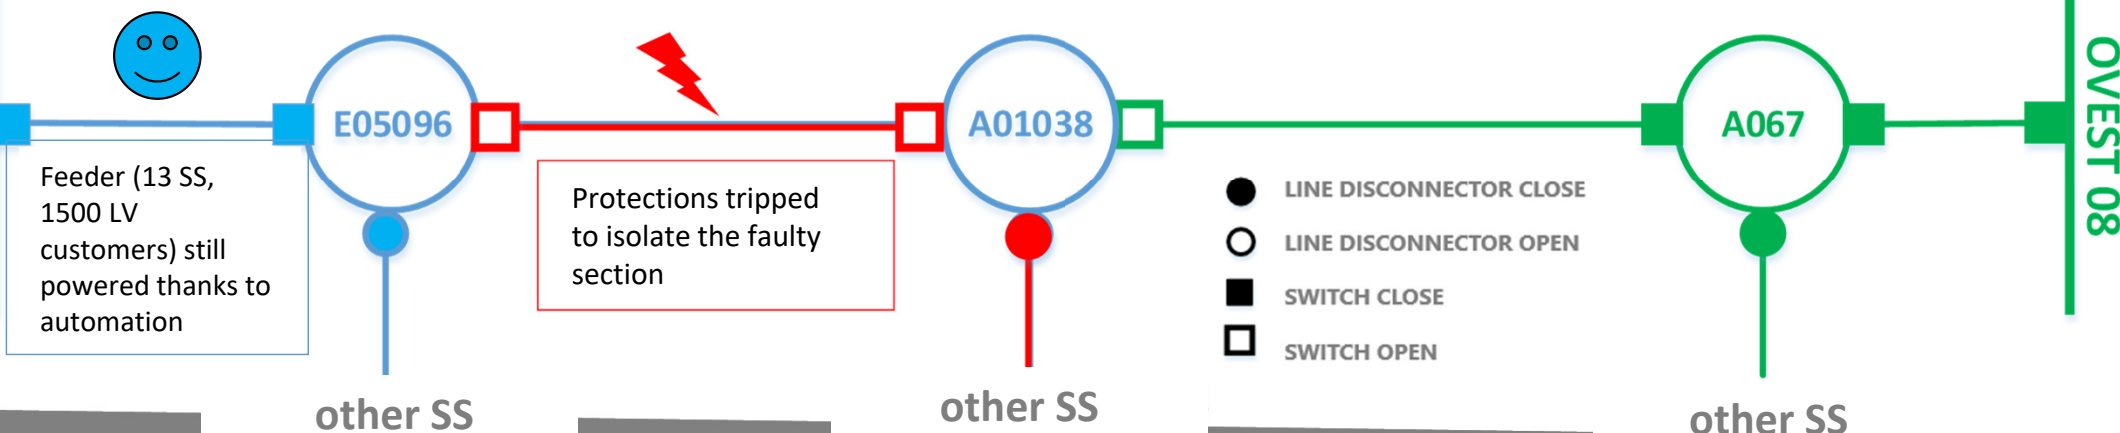 E05096
A01038
A067
OVEST 08
Feeder (13 SS,
1500 LV
customers) still
powered thanks to
automation
Protections tripped
to isolate the faulty
section
LINE DISCONNECTOR CLOSE
LINE DISCONNECTOR OPEN
SWITCH CLOSE
SWITCH OPEN
other SS
other SS
other SS